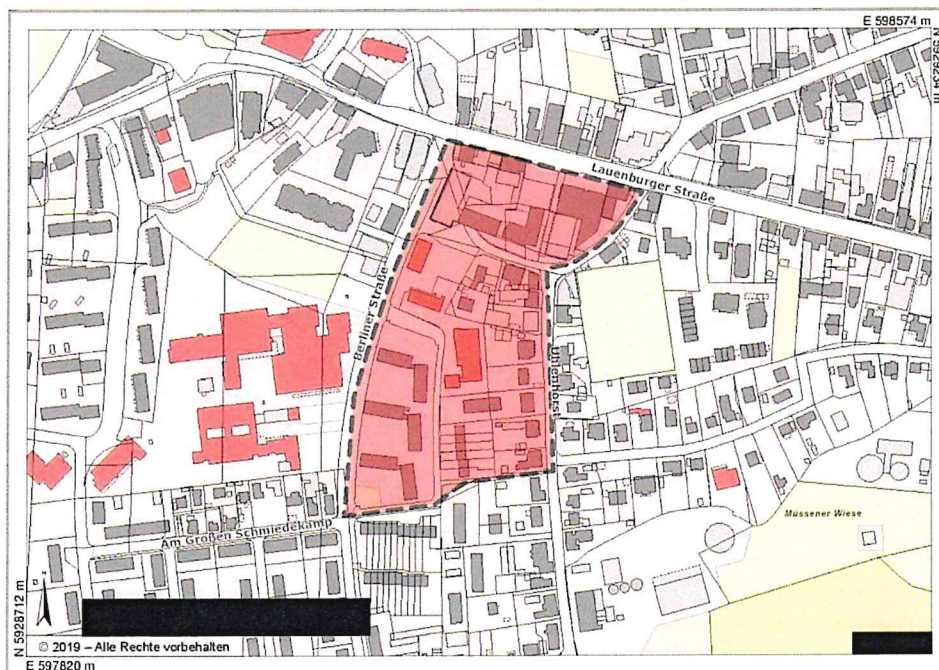 E 598574 m
N 5929234 m
Lauenburger Straße
Berliner Straße
Uhlenhorst
Müssener Wiese
Am Großen Schmiedekamp
N 5928712 m
© 2019 – Alle Rechte vorbehalten
E 597820 m